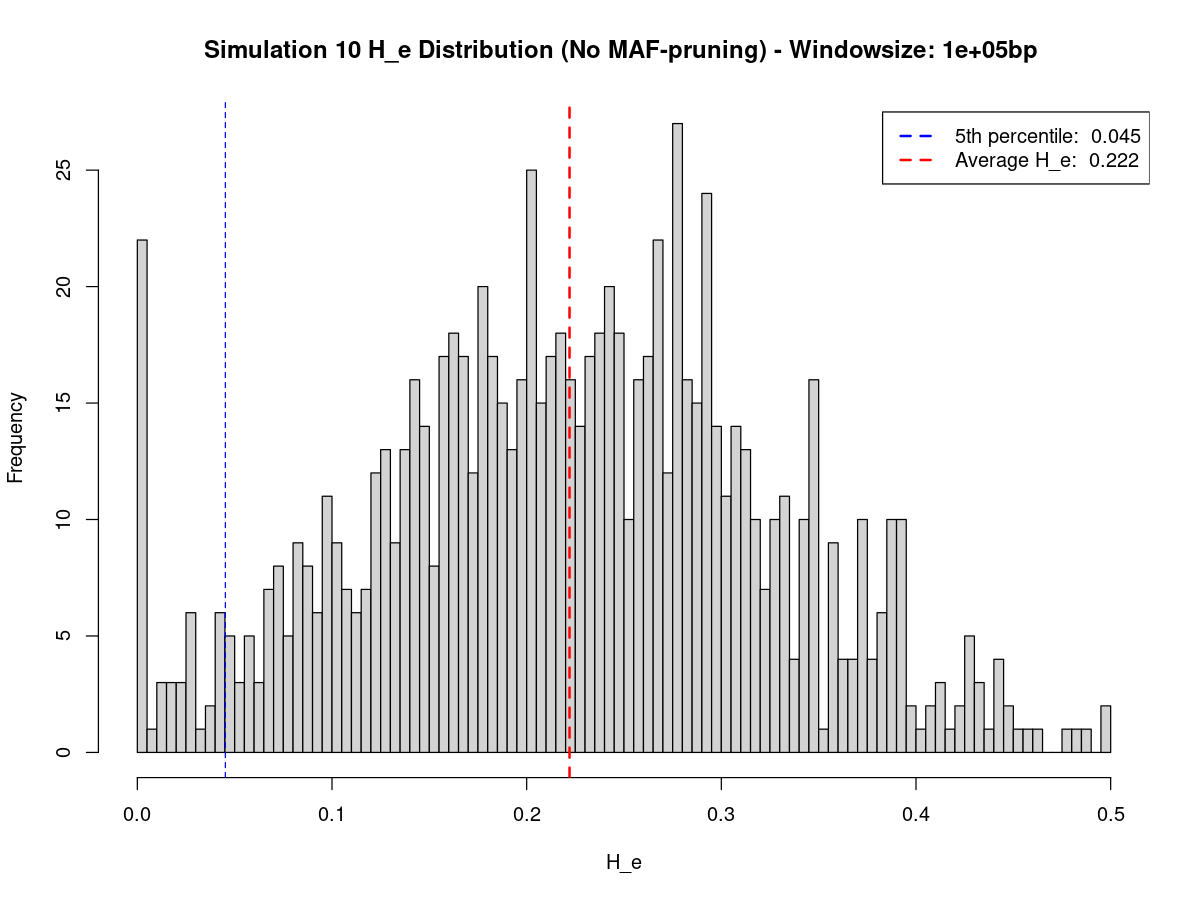 Simulation 10 H_e Distribution (No MAF-pruning) - Windowsize: 1e+05bp
5th percentile: 0.045
Average H_e: 0.222
Frequency
25
20
15
10
5
0
0.0 0.1 0.2 0.3 0.4 0.5
H_e